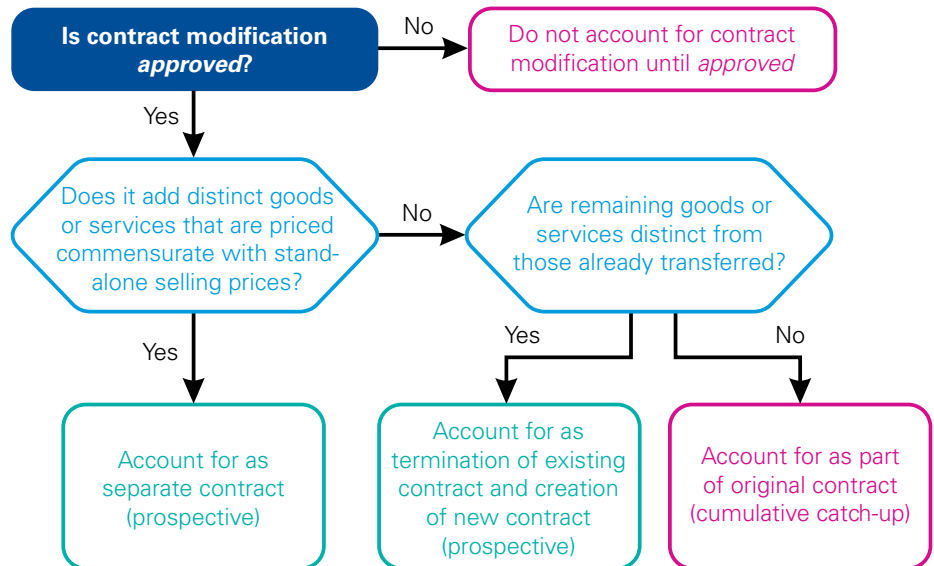 Is contract modification
approved?
No
Do not account for contract
modification until approved
Yes
Does it add distinct goods
or services that are priced
commensurate with stand-
alone selling prices?
No
Are remaining goods or
services distinct from
those already transferred?
Yes
Yes
No
Account for as
separate contract
(prospective)
Account for as
termination of existing
contract and creation
of new contract
(prospective)
Account for as part
of original contract
(cumulative catch-up)